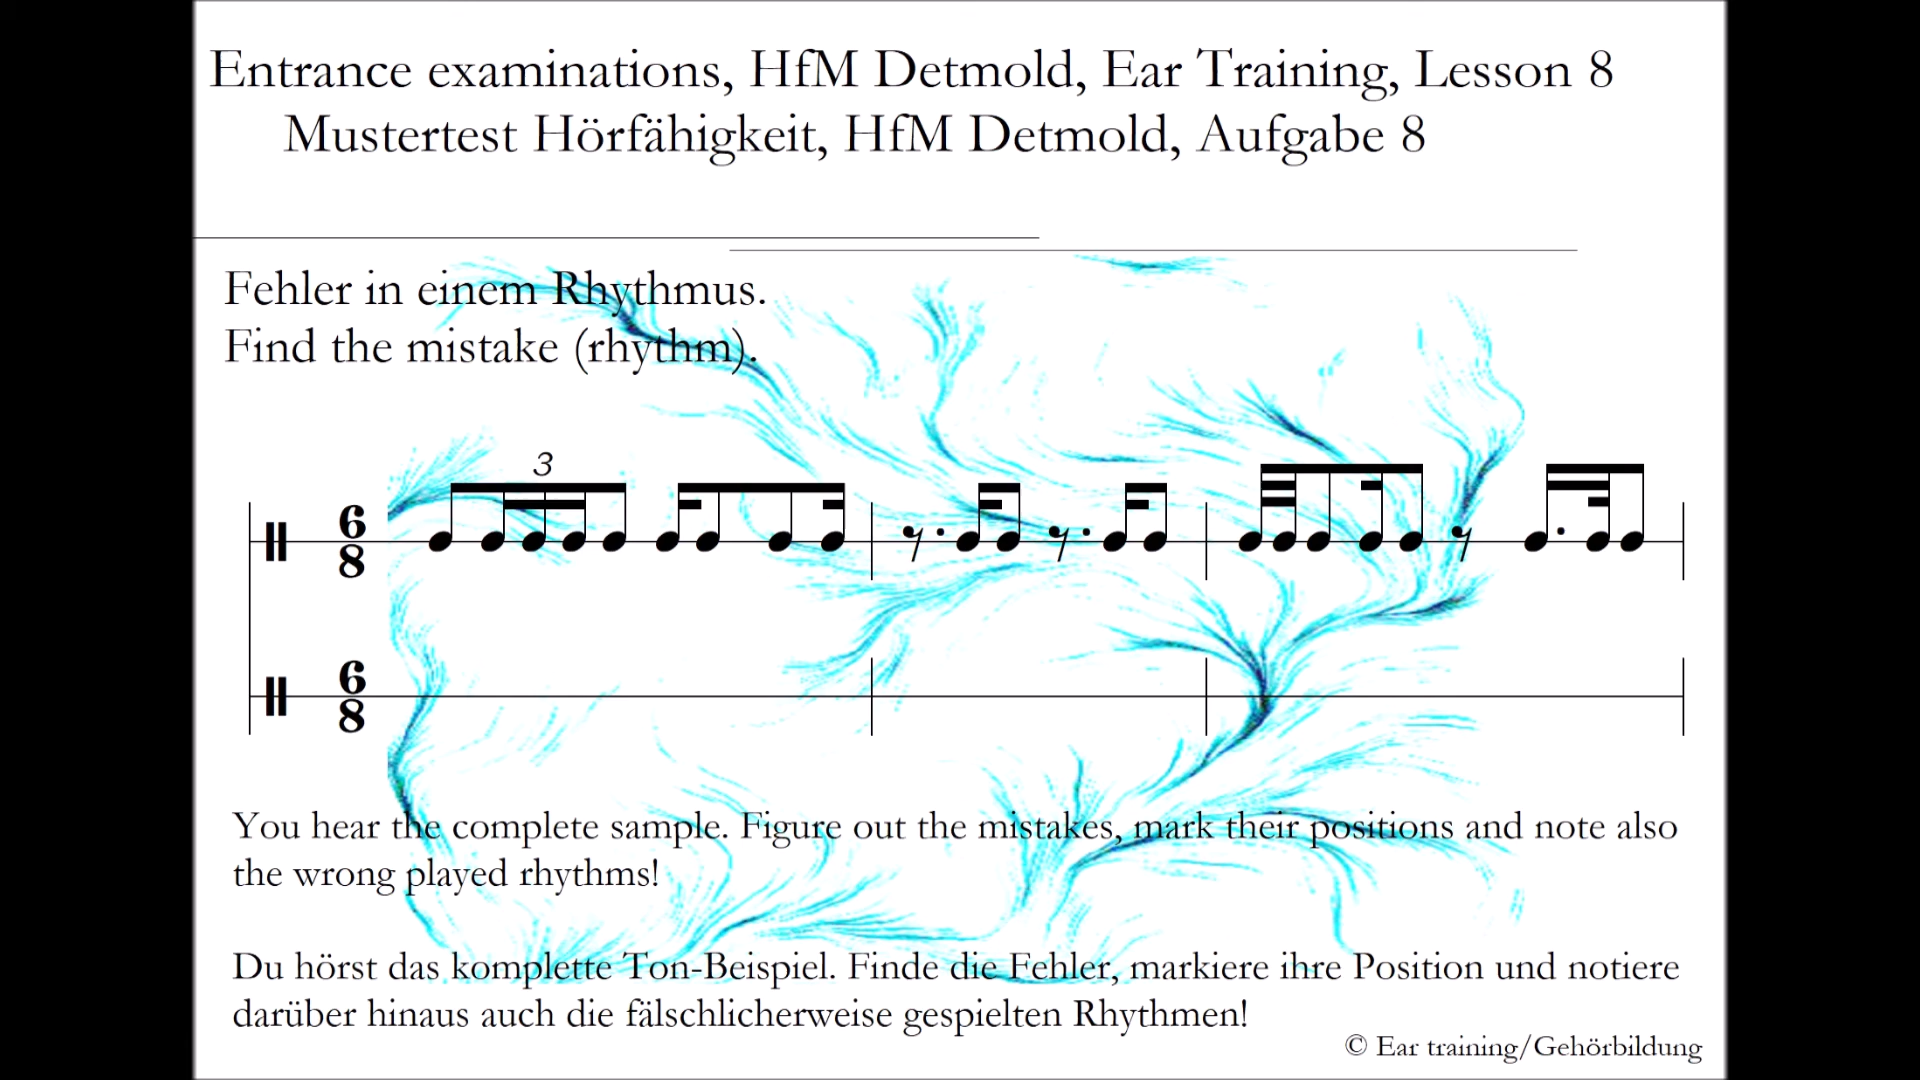 Entrance examinations, HfM Detmold, Ear Training, Lesson 8
Mustertest Hörfähigkeit, HfM Detmold, Aufgabe 8
Fehler in einem Rhythmus.
Find the mistake (rhythm).
3
6
8
6
8
You hear the complete sample. Figure out the mistakes, mark their positions and note also
the wrong played rhythms!
Du hörst das komplette Ton-Beispiel. Finde die Fehler, markiere ihre Position und notiere
darüber hinaus auch die fälschlicherweise gespielten Rhythmen!
© Ear training/Gehörbildung